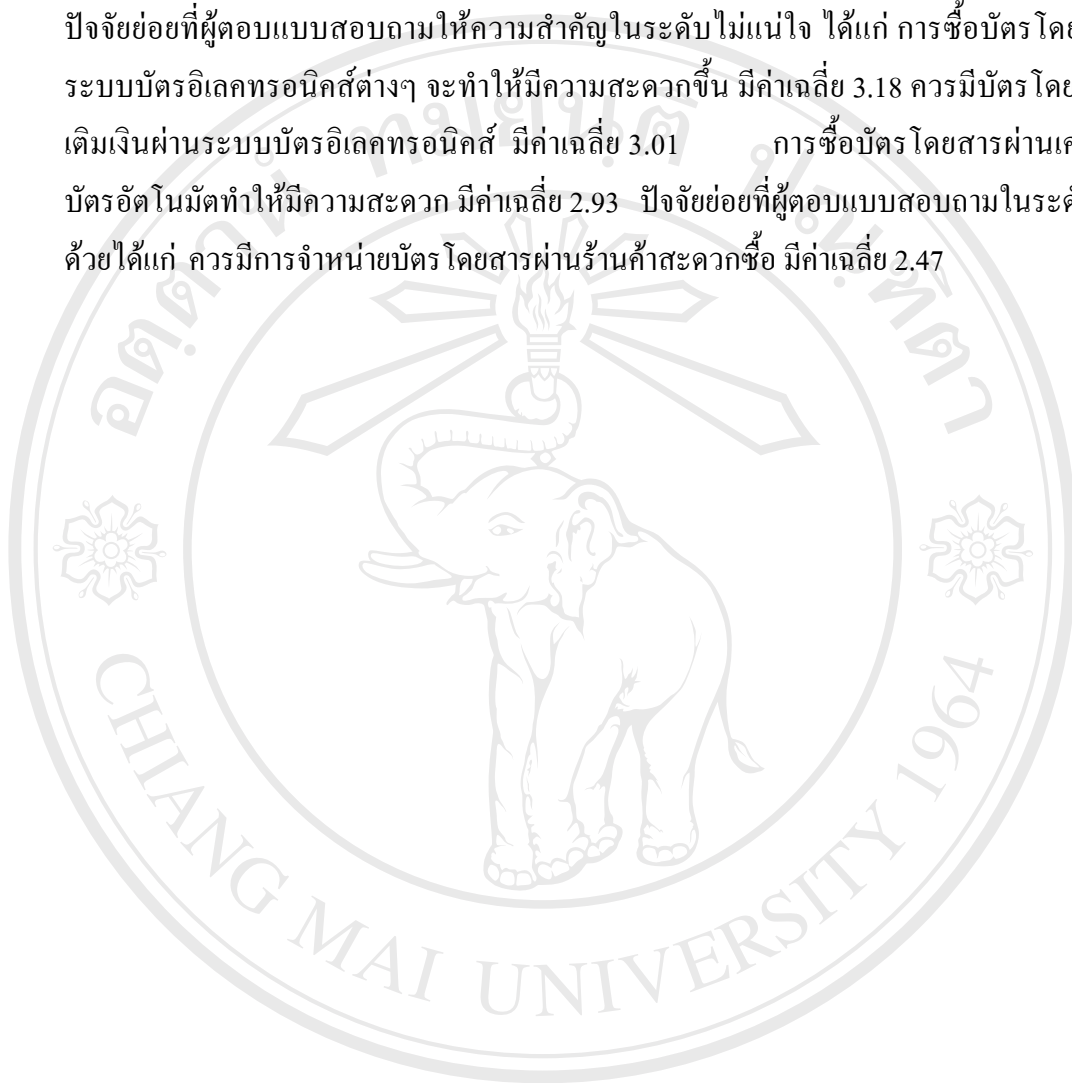 ปัจจัยย่อยที่ผู้ตอบแบบสอบถามให้ความสำคัญในระดับไม่แน่ใจ ได้แก่ การซื้อบัตรโดย
ระบบบัตรอิเลคทรอนิคส์ต่างๆ จะทำให้มีความสะดวกขึ้น มีค่าเฉลี่ย 3.18 ควรมีบัตรโดย
เติมเงินผ่านระบบบัตรอิเลคทรอนิคส์ มีค่าเฉลี่ย 3.01 การซื้อบัตรโดยสารผ่านเค
บัตรอัตโนมัตทำให้มีความสะดวก มีค่าเฉลี่ย 2.93 ปัจจัยย่อยที่ผู้ตอบแบบสอบถามในระดั
ด้วยได้แก่ ควรมีการจำหน่ายบัตรโดยสารผ่านร้านค้าสะดวกซื้อ มีค่าเฉลี่ย 2.47
อตฺตานํ ทมยนฺติ ปณฺฑิตา
CHIANG MAI UNIVERSITY 1964